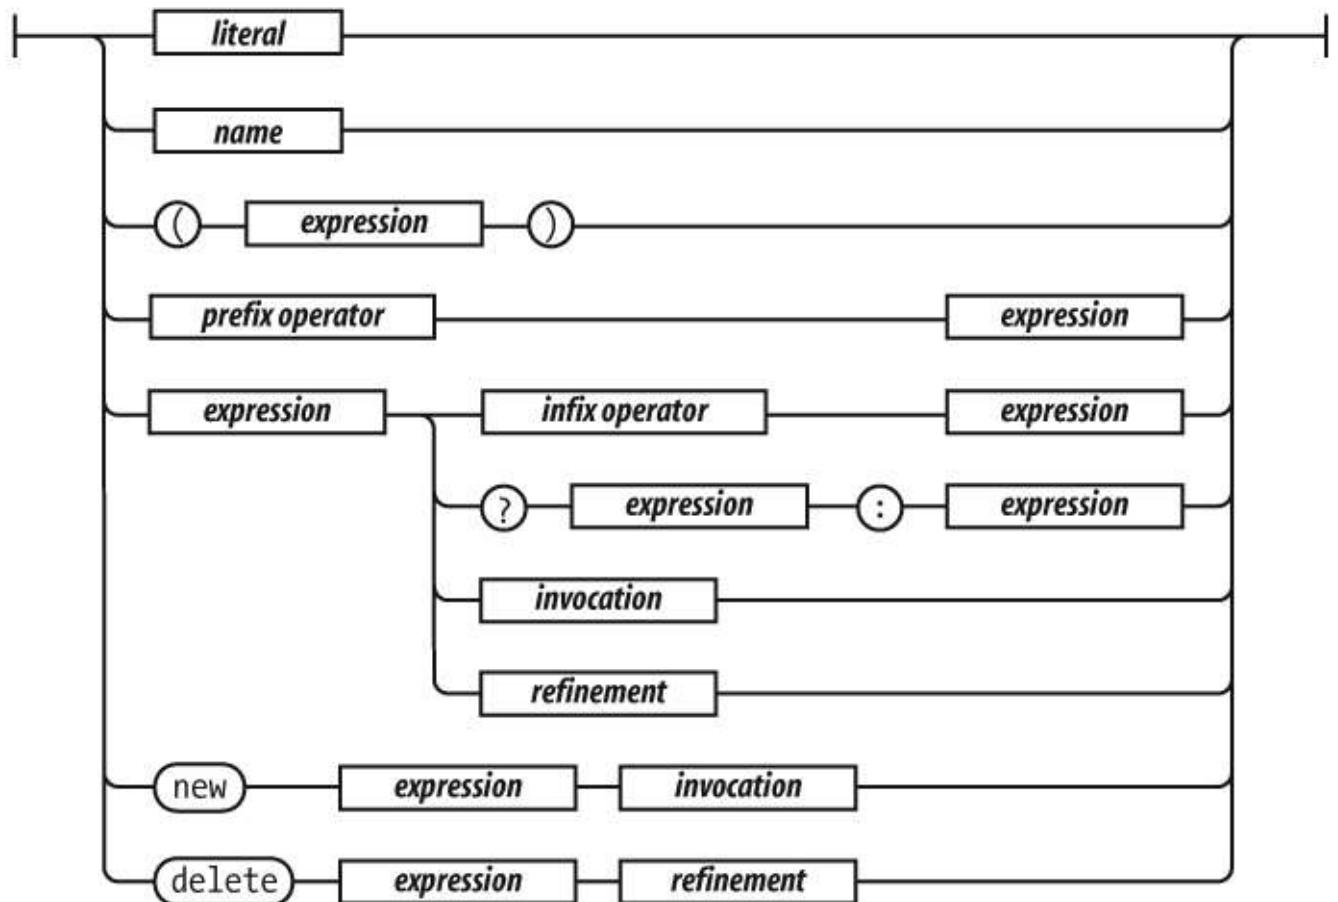 literal
name
( expression )
prefix operator expression
expression infix operator expression
? expression : expression
invocation
refinement
new expression invocation
delete expression refinement